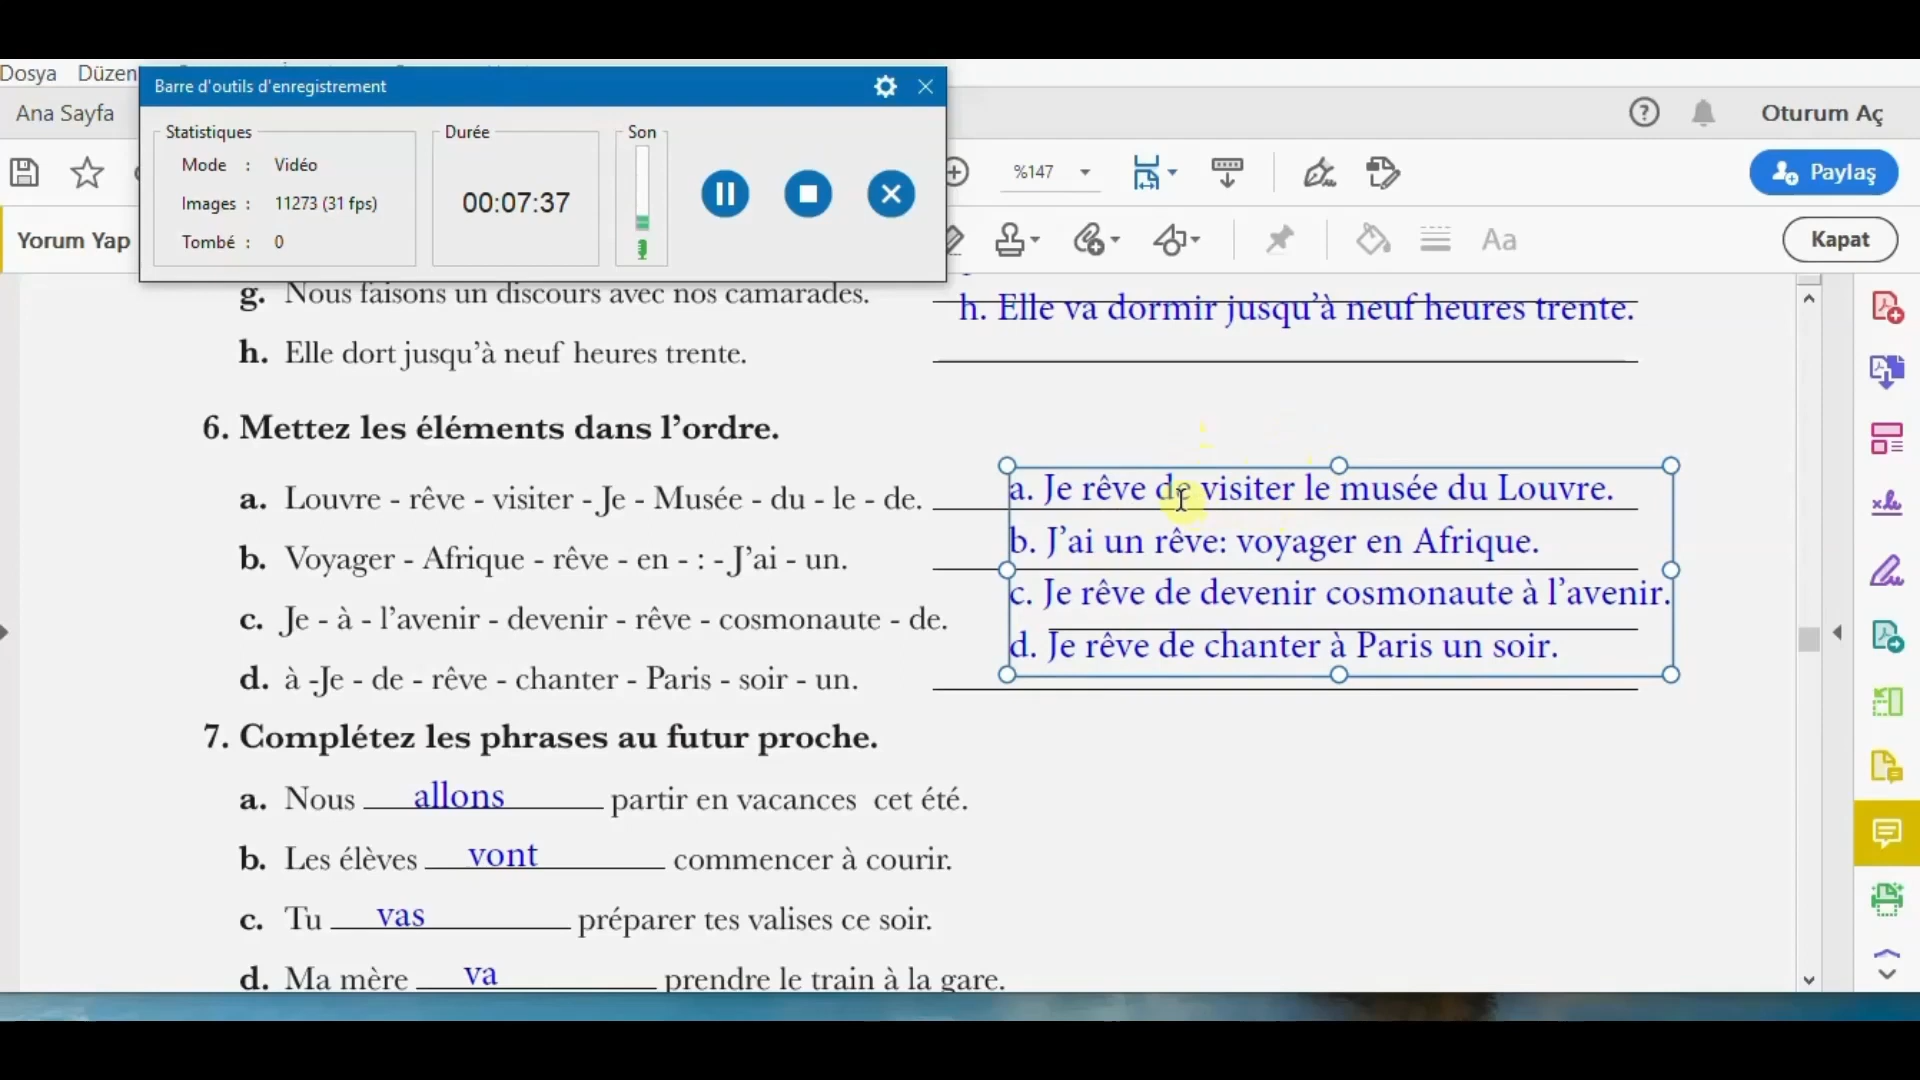 Dosya Düzen
Barre d'outils d'enregistrement
Ana Sayfa
Oturum Aç
Statistiques
Mode : Vidéo
Images : 11273 (31 fps)
Tombé : 0
Durée
00:07:37
Son
%147
Paylaş
Yorum Yap
Aa
Kapat
g. Nous faisons un discours avec nos camarades.
h. Elle va dormir jusqu'à neuf heures trente.
h. Elle dort jusqu'à neuf heures trente.
6. Mettez les éléments dans l'ordre.
a. Louvre - rêve - visiter - Je - Musée - du - le - de.
a. Je rêve de visiter le musée du Louvre.
b. Voyager - Afrique - rêve - en - : - J'ai - un.
b. J'ai un rêve: voyager en Afrique.
c. Je - à - l'avenir - devenir - rêve - cosmonaute - de.
c. Je rêve de devenir cosmonaute à l'avenir.
d. à -Je - de - rêve - chanter - Paris - soir - un.
d. Je rêve de chanter à Paris un soir.
7. Complétez les phrases au futur proche.
a. Nous allons partir en vacances cet été.
b. Les élèves vont commencer à courir.
c. Tu vas préparer tes valises ce soir.
d. Ma mère va prendre le train à la gare.